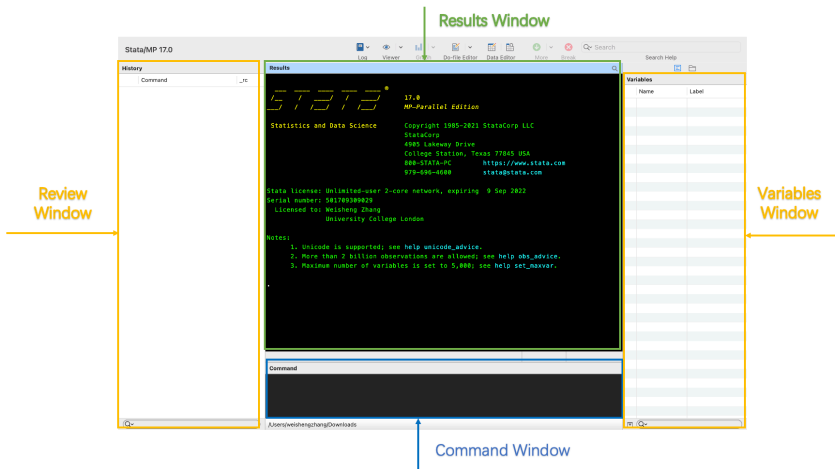 Results Window
Stata/MP 17.0
Search
Log Viewer Graph Do-file Editor Data Editor More Break Search Help
History
Command _rc
Results
17.0
MP-Parallel Edition
Statistics and Data Science Copyright 1985-2021 StataCorp LLC
StataCorp
4905 Lakeway Drive
College Station, Texas 77845 USA
800-STATA-PC https://www.stata.com
979-696-4600 stata@stata.com
Stata license: Unlimited-user 2-core network, expiring 9 Sep 2022
Serial number: 501709309029
Licensed to: Weisheng Zhang
University College London
Notes:
1. Unicode is supported; see help unicode_advice.
2. More than 2 billion observations are allowed; see help obs_advice.
3. Maximum number of variables is set to 5,000; see help set_maxvar.
.
Variables
Name Label
Review
Window
Variables
Window
Command
/Users/weishengzhang/Downloads
Command Window